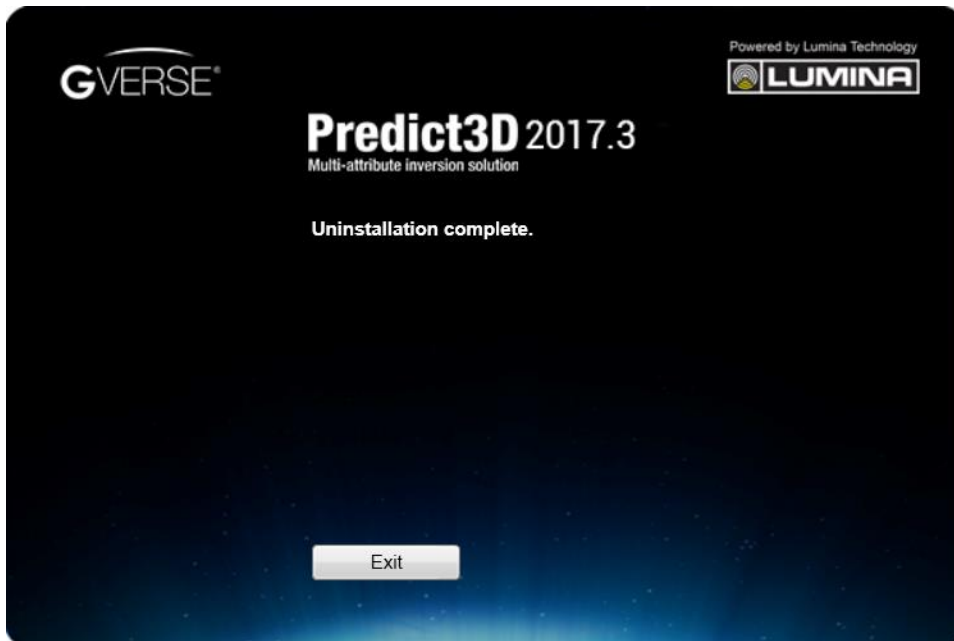 GVERSE®
Powered by Lumina Technology
LUMINA
Predict3D 2017.3
Multi-attribute inversion solution
Uninstallation complete.
Exit